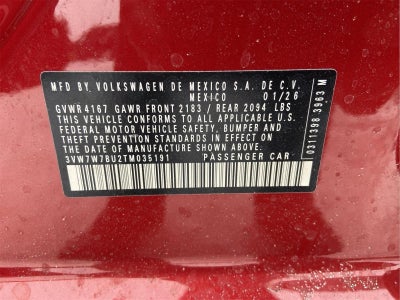 MFD. BY VOLKSWAGEN DE MEXICO S.A. DE C.V.
MEXICO 01/26
GVWR 4167 GAWR FRONT 2183 / REAR 2094 LBS
THIS VEHICLE CONFORMS TO ALL APPLICABLE
FEDERAL MOTOR VEHICLE SAFETY, BUMPER AND
THEFT PREVENTION STANDARDS IN EFFECT ON
THE DATE OF MANUFACTURE SHOWN ABOVE.
3VW7W7BU2TM035191 PASSENGER CAR
0311398 3963 M